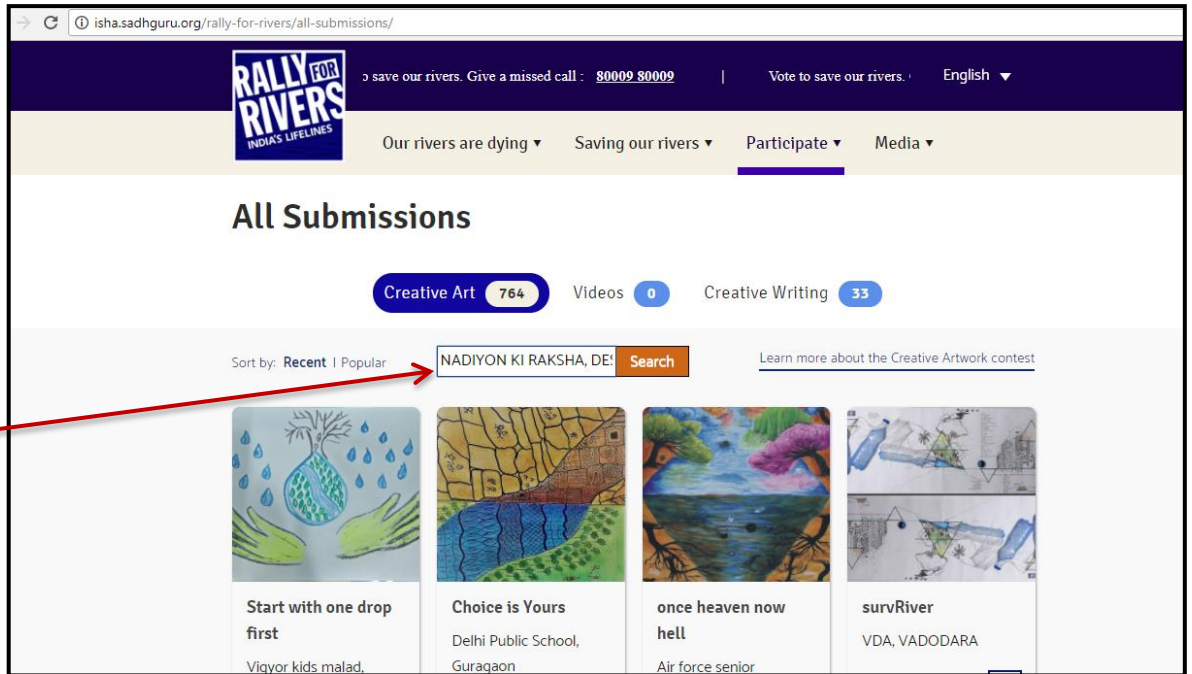 isha.sadhguru.org/rally-for-rivers/all-submissions/
RALLY FOR
RIVERS
INDIA'S LIFELINES
o save our rivers. Give a missed call : 80009 80009 | Vote to save our rivers.
English
Our rivers are dying ▾ Saving our rivers ▾ Participate ▾ Media ▾
All Submissions
Creative Art 764 Videos 0 Creative Writing 33
Sort by: Recent | Popular
NADIYON KI RAKSHA, DES Search
Learn more about the Creative Artwork contest
Start with one drop
first
Vigyor kids malad,
Choice is Yours
Delhi Public School,
Guragaon
once heaven now
hell
Air force senior
survRiver
VDA, VADODARA